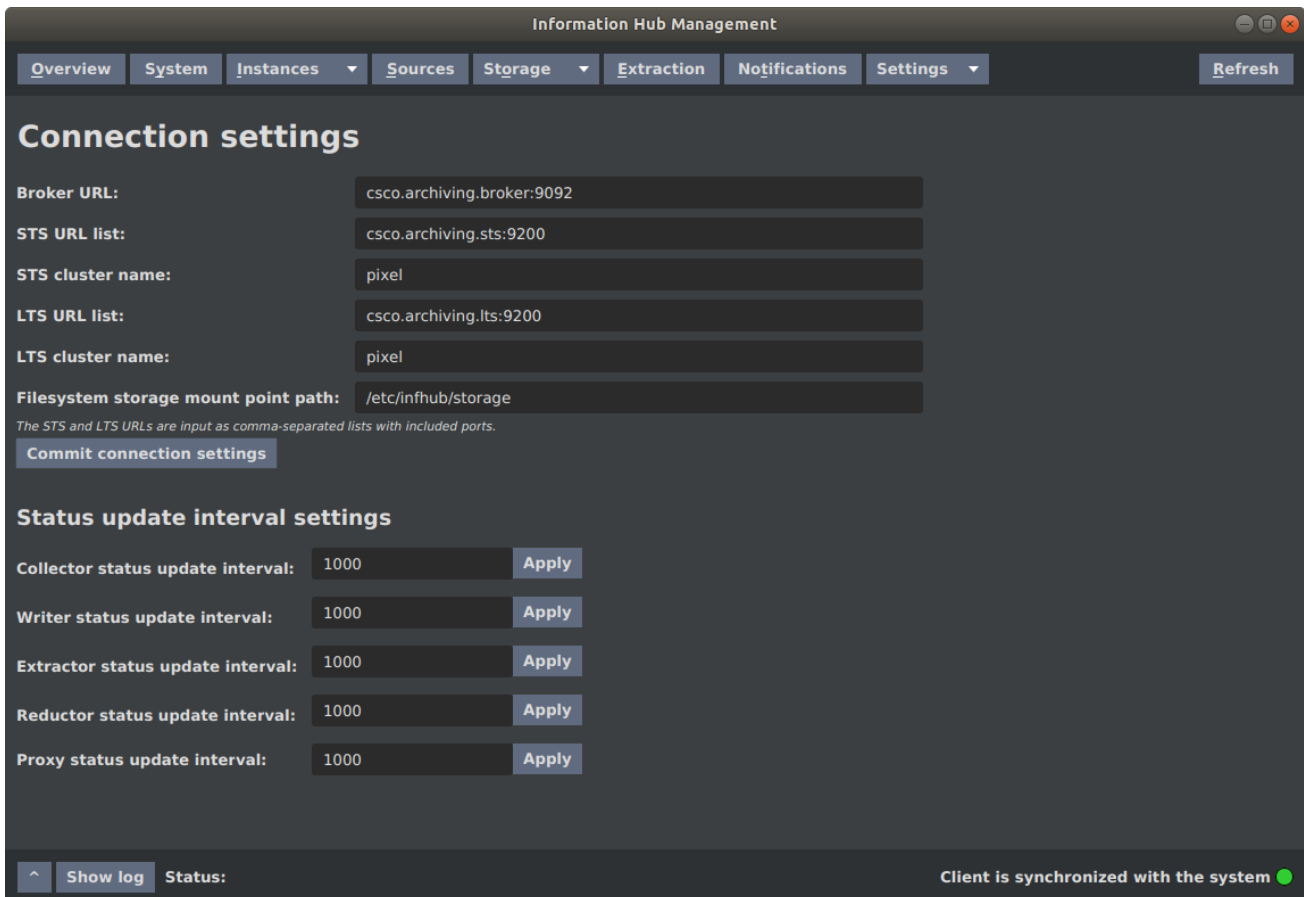 Information Hub Management
Overview System Instances Sources Storage Extraction Notifications Settings Refresh
Connection settings
Broker URL: csco.archiving.broker:9092
STS URL list: csco.archiving.sts:9200
STS cluster name: pixel
LTS URL list: csco.archiving.lts:9200
LTS cluster name: pixel
Filesystem storage mount point path: /etc/infhub/storage
The STS and LTS URLs are input as comma-separated lists with included ports.
Commit connection settings
Status update interval settings
Collector status update interval: 1000 Apply
Writer status update interval: 1000 Apply
Extractor status update interval: 1000 Apply
Reductor status update interval: 1000 Apply
Proxy status update interval: 1000 Apply
^ Show log Status: Client is synchronized with the system